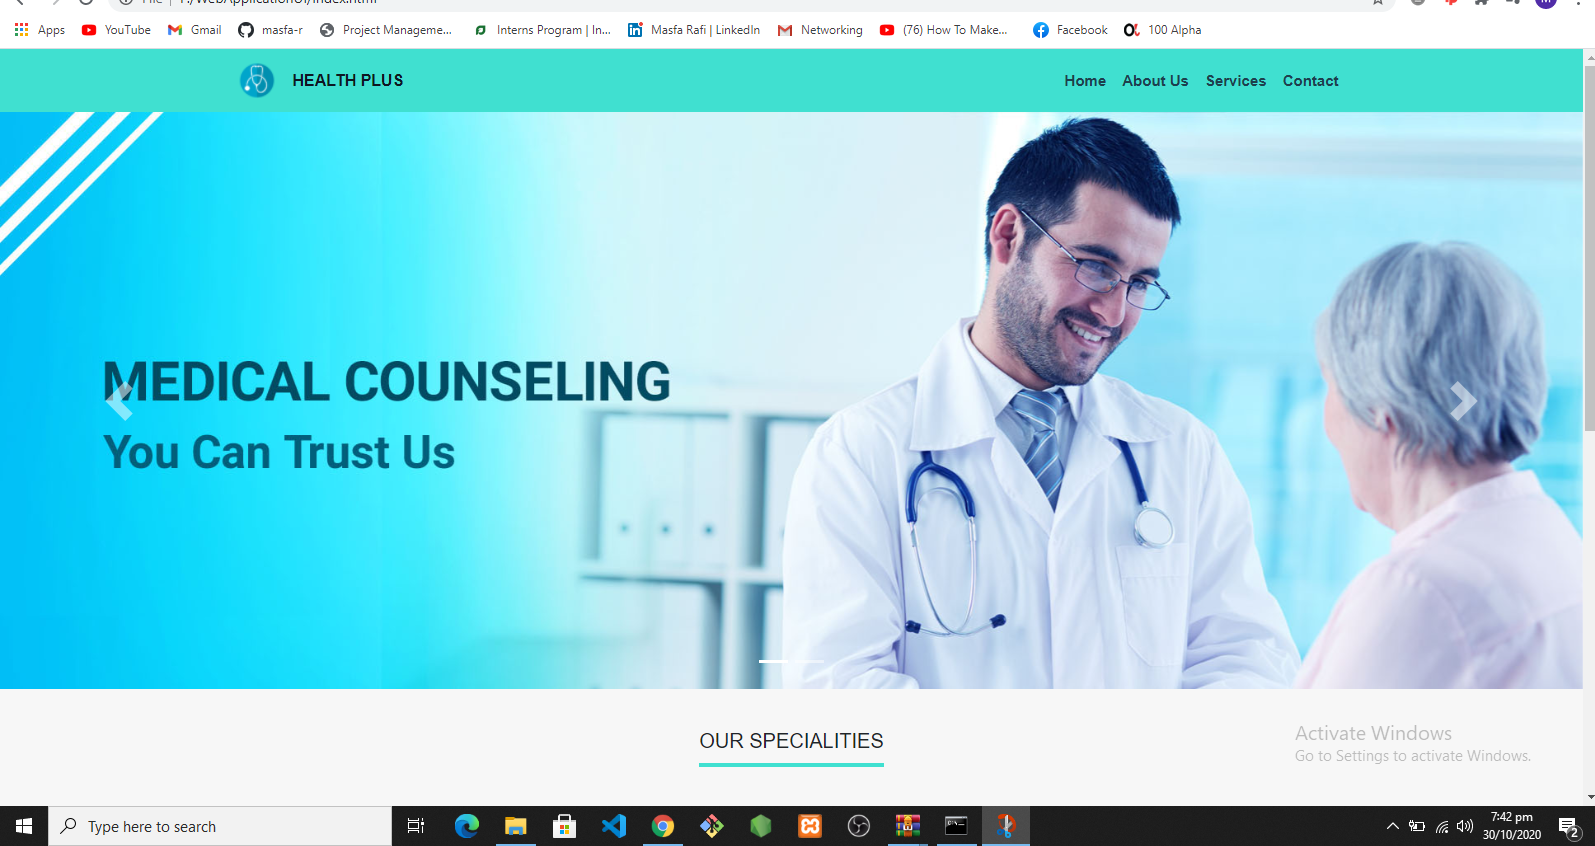 File | F:/WebApplicationUI/index.html
Apps YouTube Gmail masfa-r Project Manageme... Interns Program | In... Masfa Rafi | LinkedIn Networking (76) How To Make... Facebook 100 Alpha
HEALTH PLUS Home About Us Services Contact
MEDICAL COUNSELING
You Can Trust Us
OUR SPECIALITIES
Activate Windows
Go to Settings to activate Windows.
Type here to search
7:42 pm
30/10/2020
2